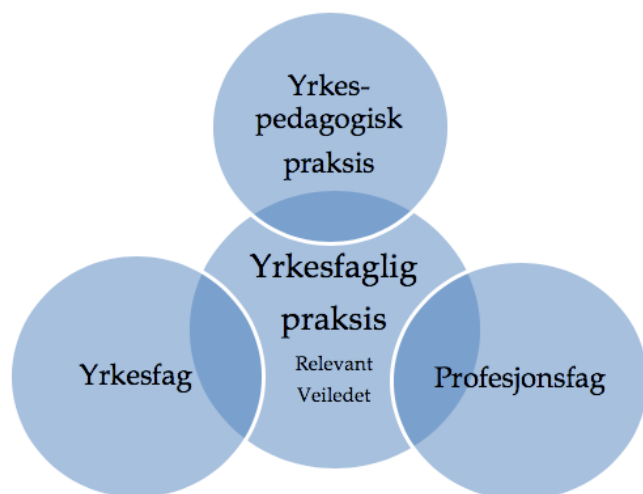 Yrkes-
pedagogisk
praksis
Yrkesfaglig
praksis
Relevant
Veiledet
Yrkesfag
Profesjonsfag